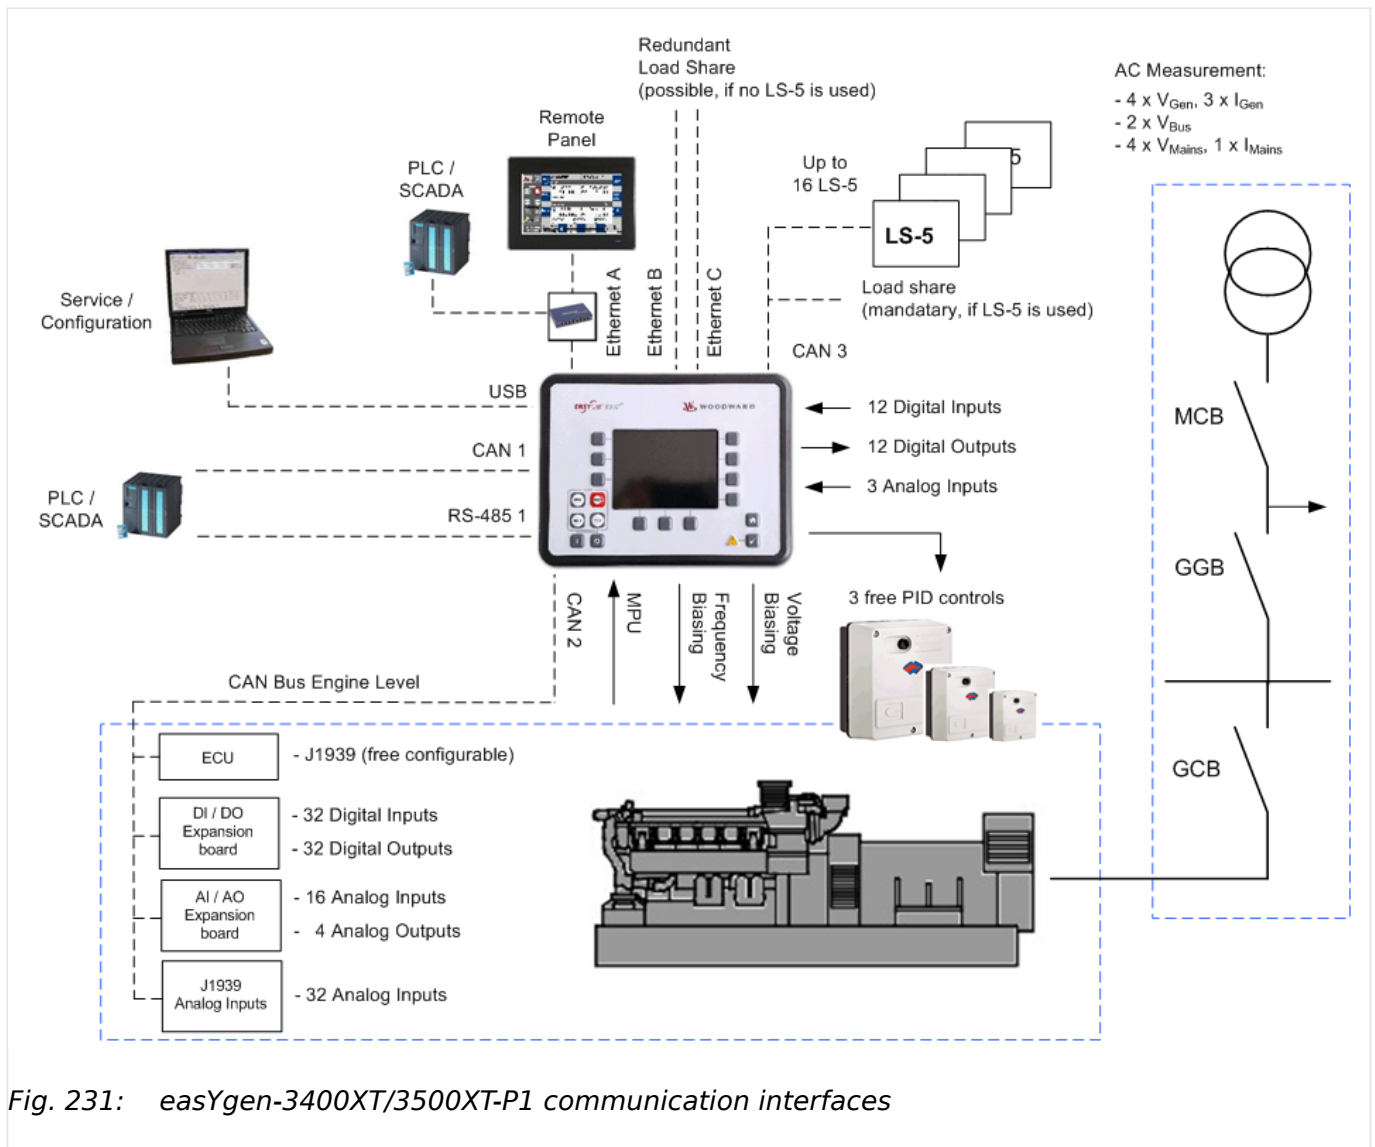 Redundant
Load Share
(possible, if no LS-5 is used)
AC Measurement:
- 4 x VGen, 3 x IGen
- 2 x VBus
- 4 x VMains, 1 x IMains
Remote
Panel
PLC /
SCADA
Up to
16 LS-5
5
LS-5
Service /
Configuration
Ethernet A
Ethernet B
Ethernet C
Load share
(mandatary, if LS-5 is used)
CAN 3
USB
WOODWARD
12 Digital Inputs
MCB
12 Digital Outputs
CAN 1
3 Analog Inputs
PLC /
SCADA
RS-485 1
GGB
CAN 2
MPU
Frequency
Biasing
Voltage
Biasing
3 free PID controls
CAN Bus Engine Level
ECU
- J1939 (free configurable)
GCB
DI / DO
Expansion
board
- 32 Digital Inputs
- 32 Digital Outputs
AI / AO
Expansion
board
- 16 Analog Inputs
- 4 Analog Outputs
J1939
Analog Inputs
- 32 Analog Inputs
Fig. 231: easYgen-3400XT/3500XT-P1 communication interfaces